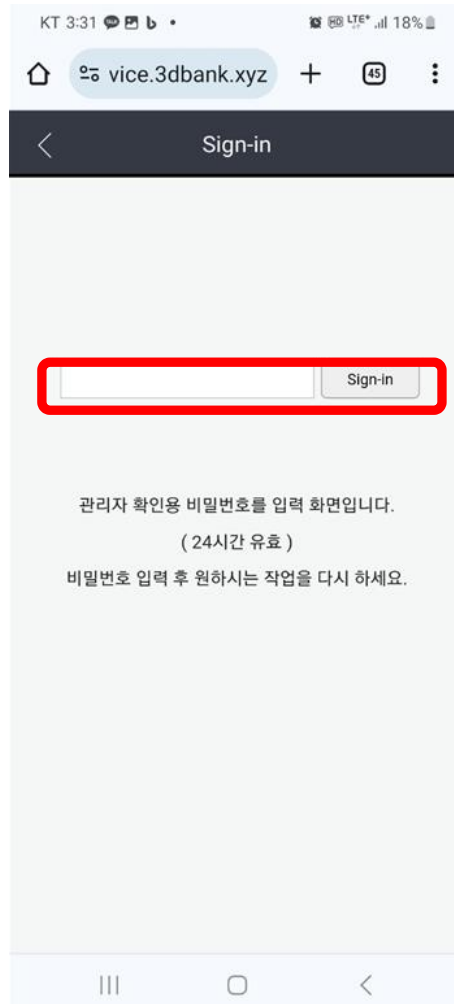 KT 3:31
HD LTE+ 18%
vice.3dbank.xyz
45
Sign-in
Sign-in
관리자 확인용 비밀번호를 입력 화면입니다.
( 24시간 유효 )
비밀번호 입력 후 원하시는 작업을 다시 하세요.